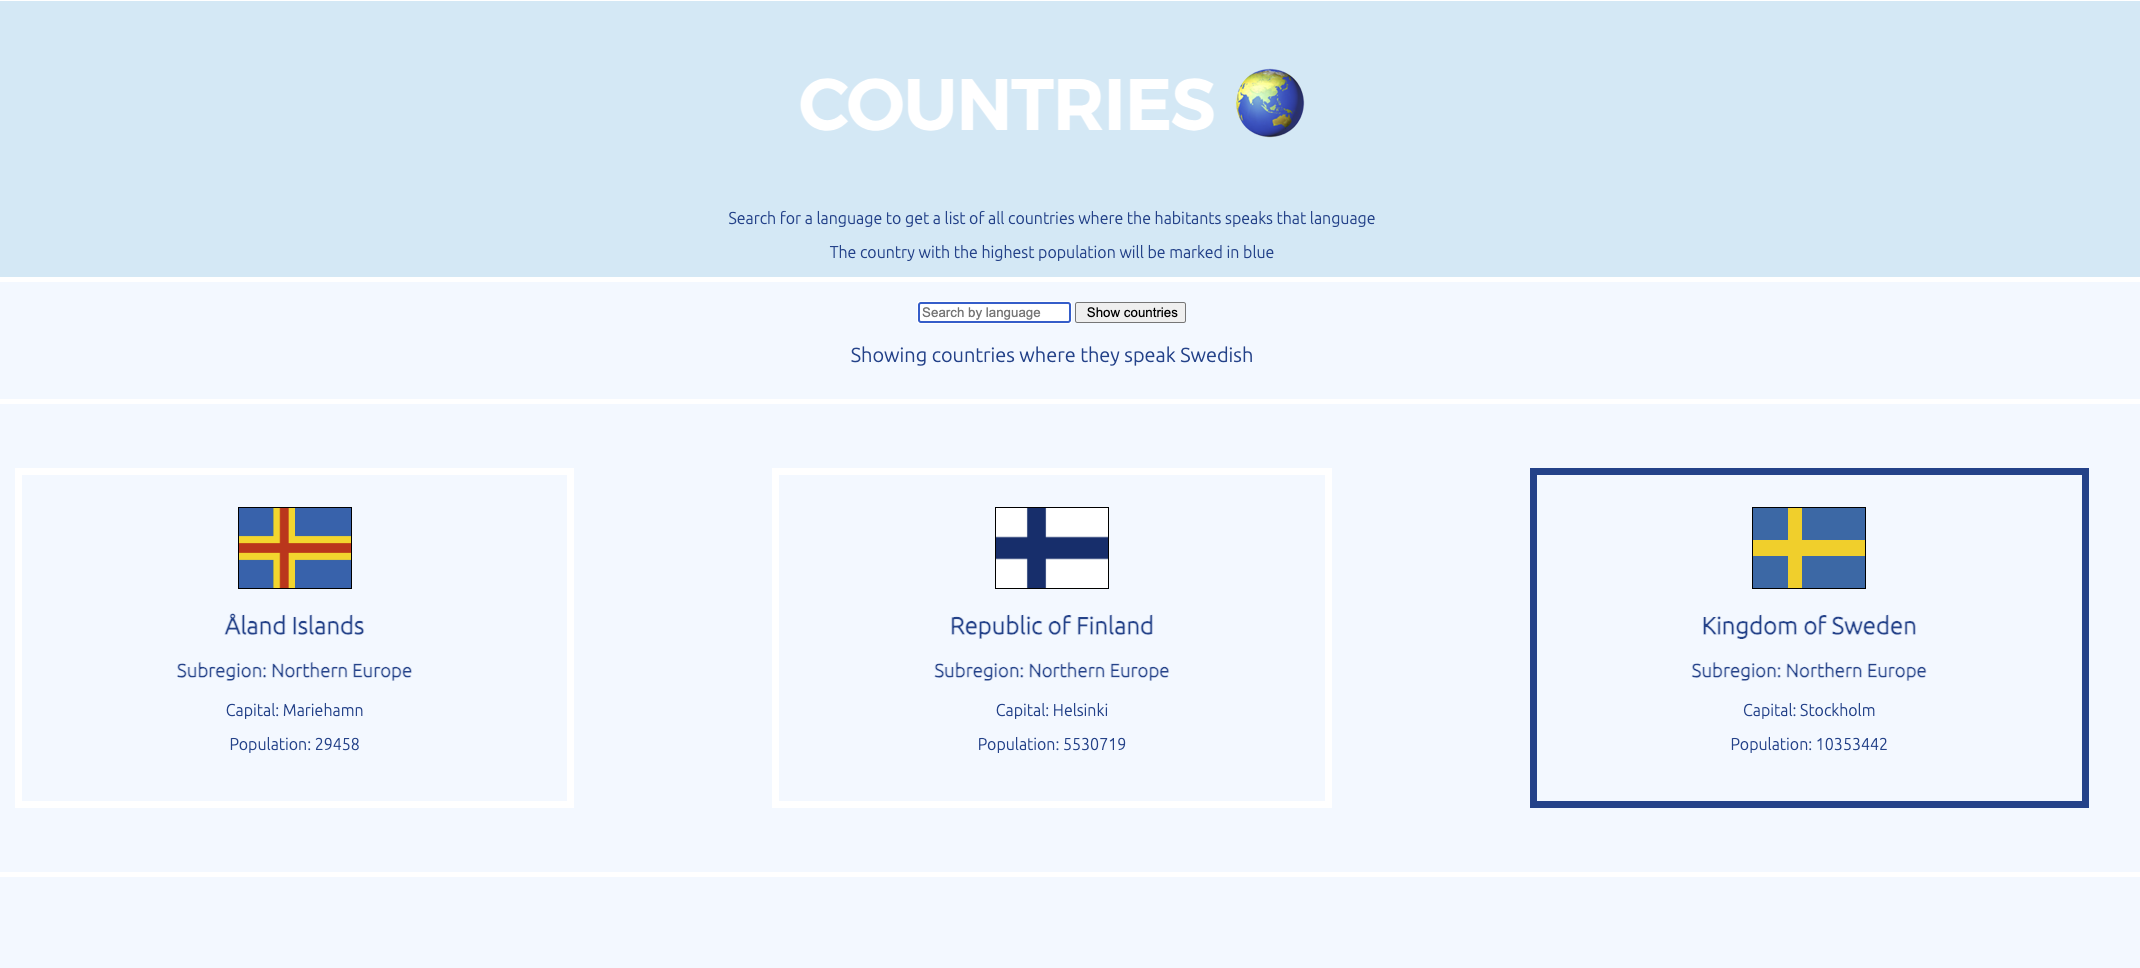 COUNTRIES
Search for a language to get a list of all countries where the habitants speaks that language
The country with the highest population will be marked in blue
Search by language Show countries
Showing countries where they speak Swedish
Åland Islands
Subregion: Northern Europe
Capital: Mariehamn
Population: 29458
Republic of Finland
Subregion: Northern Europe
Capital: Helsinki
Population: 5530719
Kingdom of Sweden
Subregion: Northern Europe
Capital: Stockholm
Population: 10353442